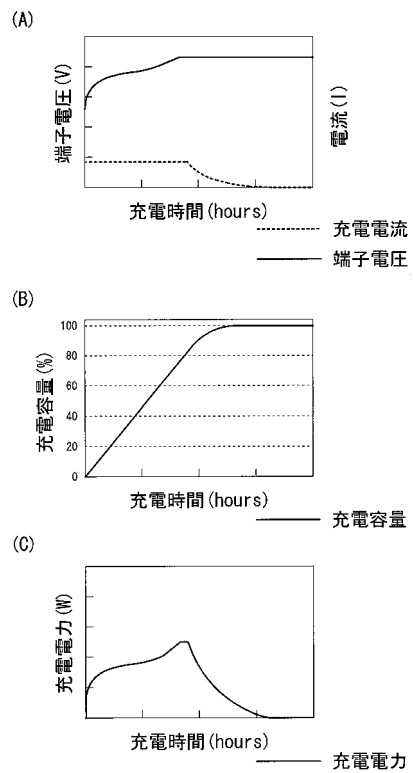 (A)
端子電圧(V)
電流(I)
充電時間(hours)
充電電流
端子電圧
(B)
充電容量(%)
100
80
60
40
20
0
充電時間(hours)
充電容量
(C)
充電電力(W)
充電時間(hours)
充電電力